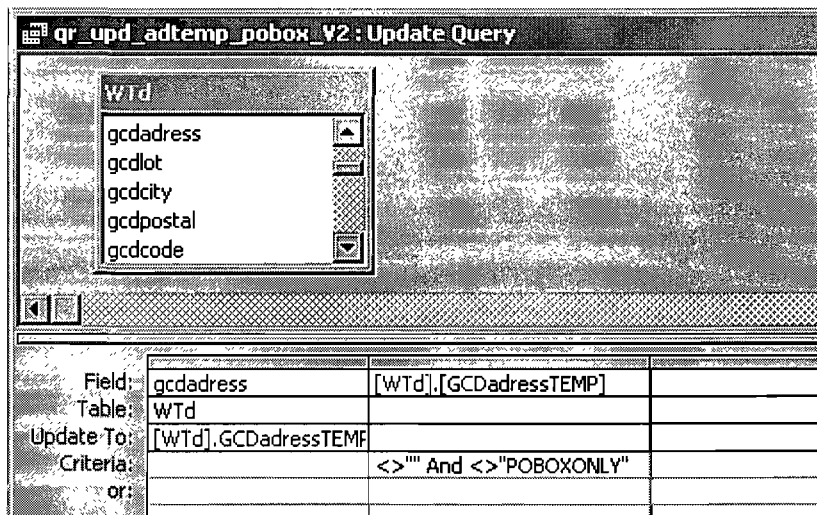 qr_upd_adtemp_pobox_V2 : Update Query
WTd
gcdadress
gcdlot
gcdcity
gcdpostal
gcdcode
Field: gcdadress [WTd].[GCDadressTEMP]
Table: WTd
Update To: [WTd].GCDadressTEMF
Criteria: <>"" And <>"POBOXONLY"
or: